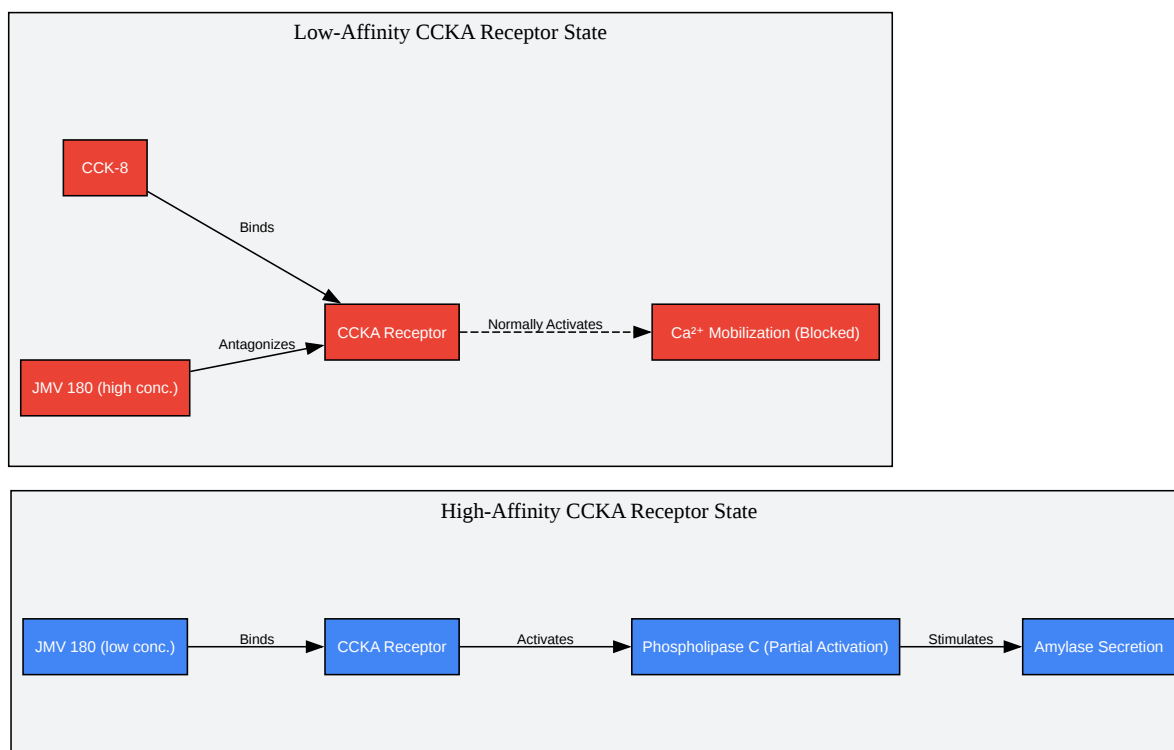 Low-Affinity CCKA Receptor State
CCK-8
Binds
CCKA Receptor
Normally Activates
Ca²⁺ Mobilization (Blocked)
Antagonizes
JMV 180 (high conc.)
High-Affinity CCKA Receptor State
JMV 180 (low conc.)
Binds
CCKA Receptor
Activates
Phospholipase C (Partial Activation)
Stimulates
Amylase Secretion